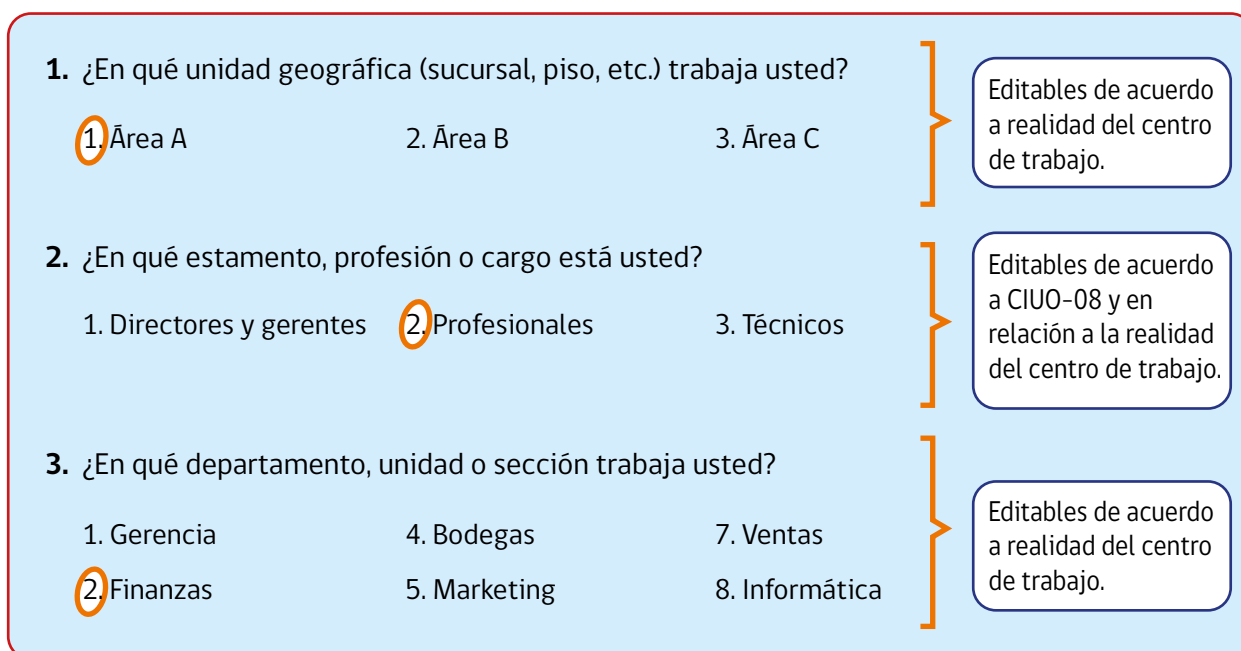 1. ¿En qué unidad geográfica (sucursal, piso, etc.) trabaja usted?
1. Área A 2. Área B 3. Área C
Editables de acuerdo
a realidad del centro
de trabajo.
2. ¿En qué estamento, profesión o cargo está usted?
1. Directores y gerentes 2. Profesionales 3. Técnicos
Editables de acuerdo
a CIUO-08 y en
relación a la realidad
del centro de trabajo.
3. ¿En qué departamento, unidad o sección trabaja usted?
1. Gerencia 4. Bodegas 7. Ventas
2. Finanzas 5. Marketing 8. Informática
Editables de acuerdo
a realidad del centro
de trabajo.